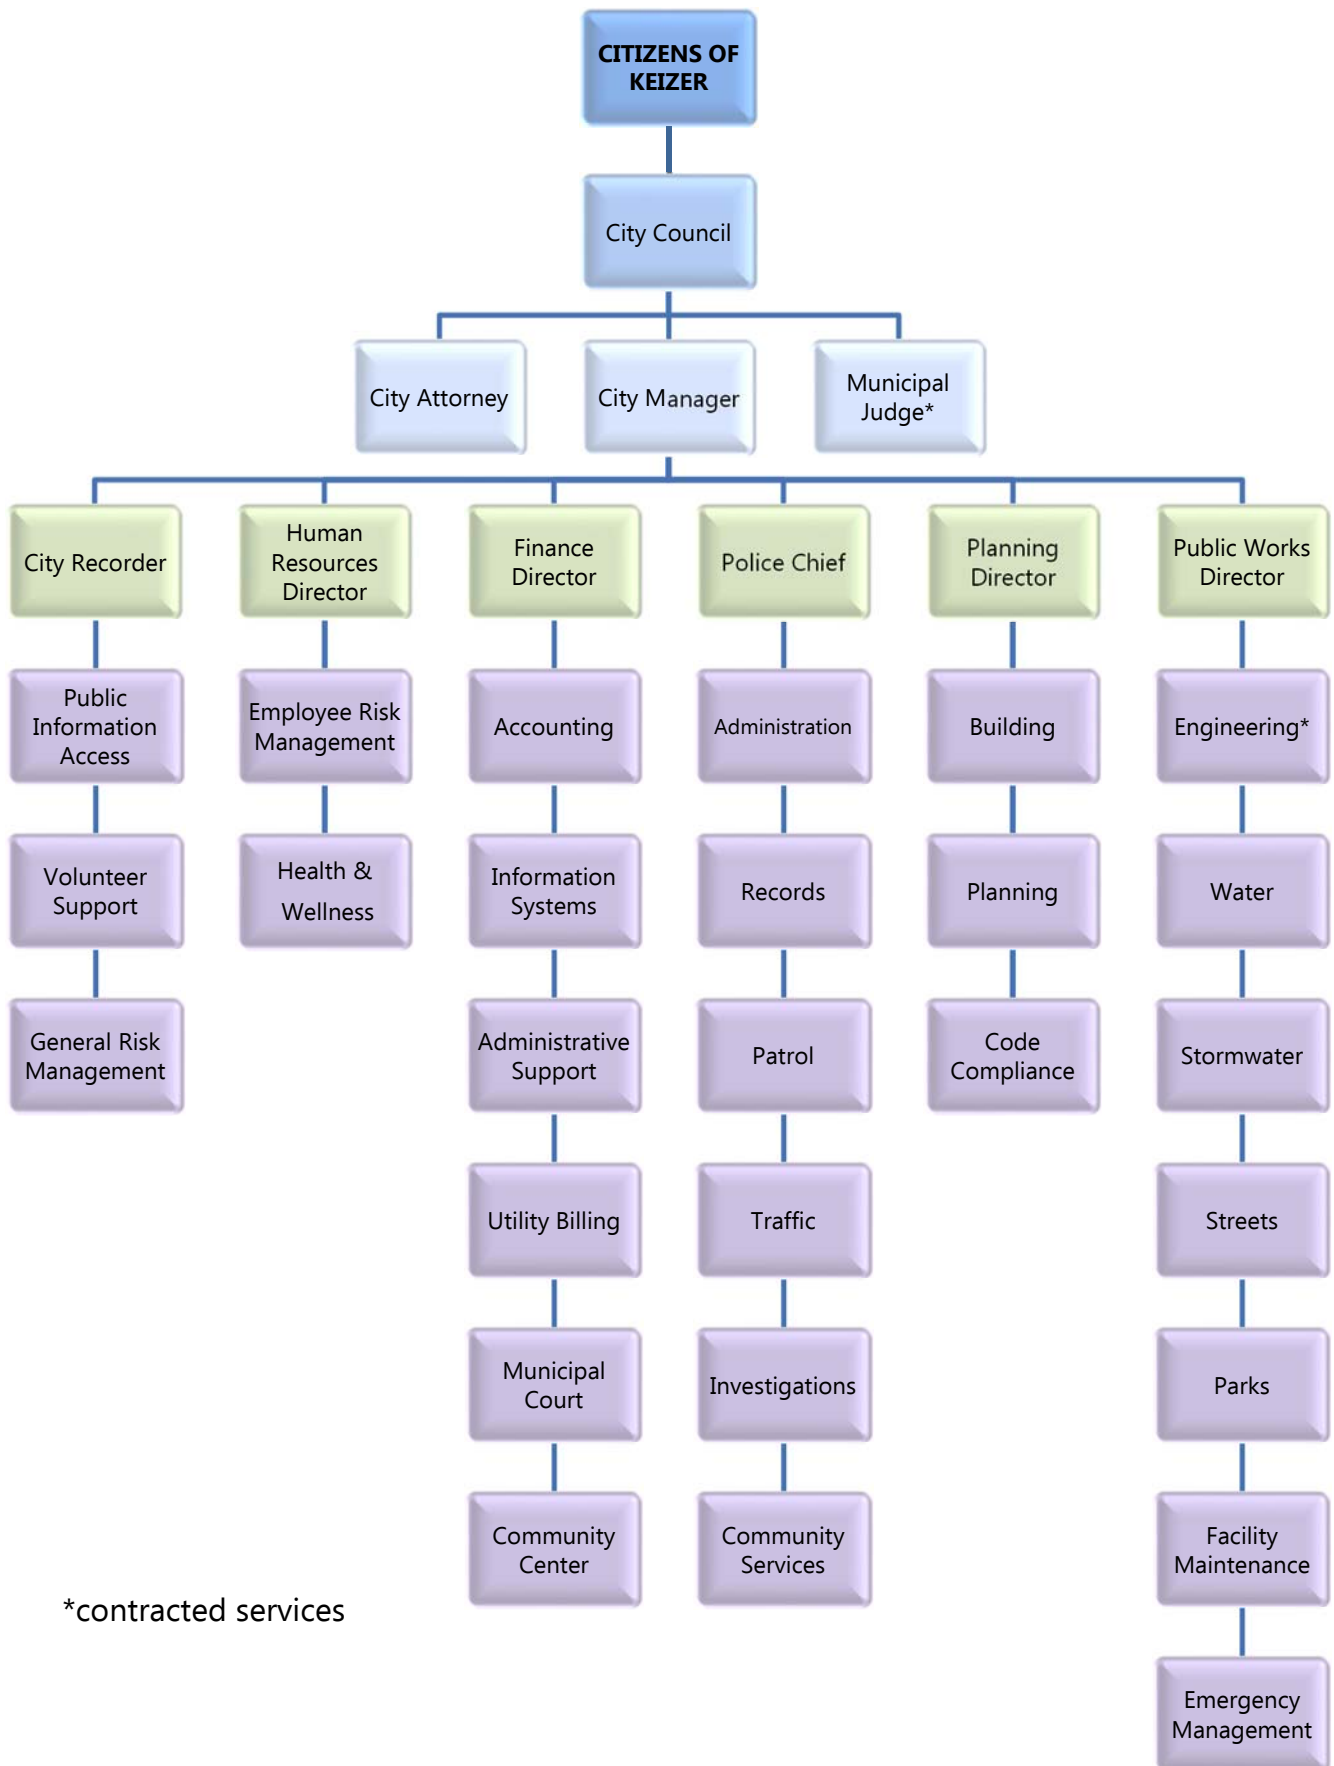 CITIZENS OF
KEIZER
City Council
City Attorney
City Manager
Municipal
Judge*
City Recorder
Human
Resources
Director
Finance
Director
Police Chief
Planning
Director
Public Works
Director
Public
Information
Access
Employee Risk
Management
Accounting
Administration
Building
Engineering*
Volunteer
Support
Health &
Wellness
Information
Systems
Records
Planning
Water
General Risk
Management
Administrative
Support
Patrol
Code
Compliance
Stormwater
Utility Billing
Traffic
Streets
Municipal
Court
Investigations
Parks
Community
Center
Community
Services
Facility
Maintenance
*contracted services
Emergency
Management